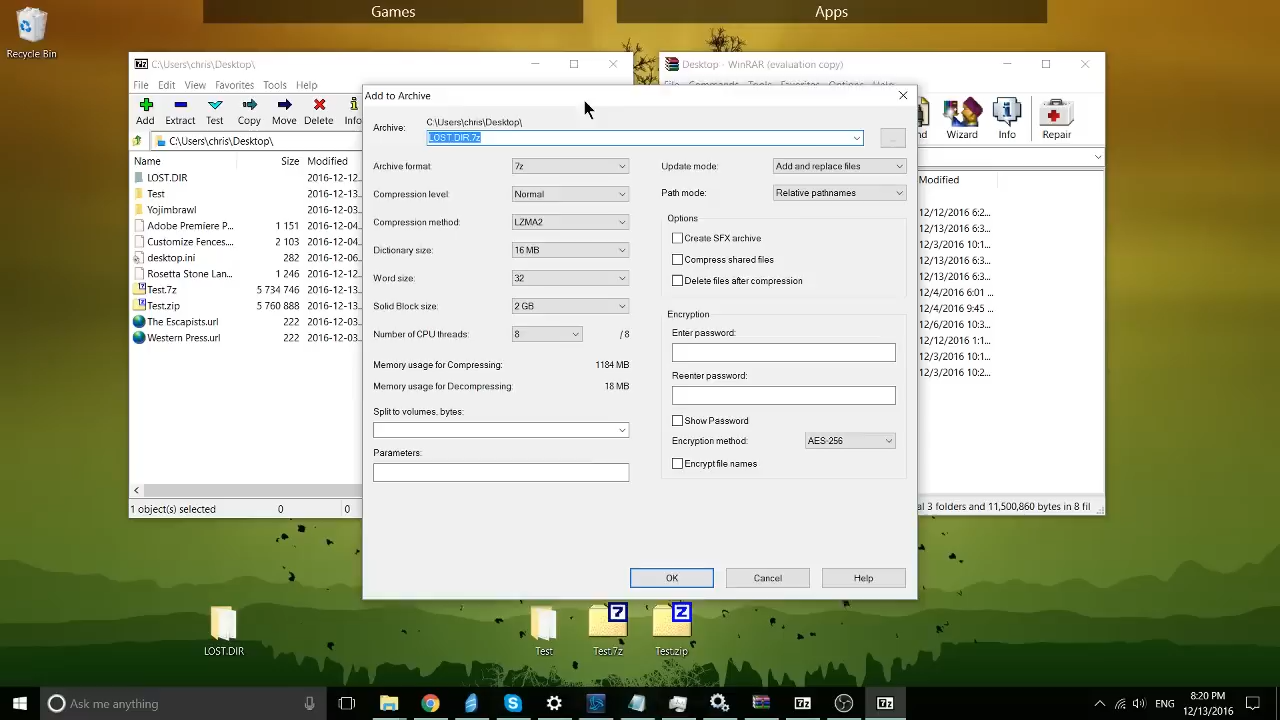 Games
Apps
Recycle Bin
C:\Users\chris\Desktop\
File Edit View Favorites Tools Help
Add Extract Test Copy Move Delete Info
C:\Users\chris\Desktop\
Name Size Modified
LOST.DIR 2016-12-12...
Test 2016-12-13...
Yojimbrawl 2016-12-03...
Adobe Premiere P... 1 151 2016-12-13...
Customize Fences... 2 103 2016-12-03...
desktop.ini 282 2016-12-03...
Rosetta Stone Lan... 1 246 2016-12-12...
Test.7z 5 734 746 2016-12-13...
Test.zip 5 760 888 2016-12-13...
The Escapists.url 222 2016-12-03...
Western Press.url 222 2016-12-03...
1 object(s) selected 0 0
Desktop - WinRAR (evaluation copy)
Wizard Info Repair
Modified
12/12/2016 6:2...
12/13/2016 6:2...
12/3/2016 10:1...
12/13/2016 6:2...
12/13/2016 6:2...
12/4/2016 6:01 ...
12/4/2016 9:45 ...
12/6/2016 10:3...
12/12/2016 1:1...
12/3/2016 10:1...
12/3/2016 2:2...
al 3 folders and 11,500,860 bytes in 8 fil
Add to Archive
Archive: C:\Users\chris\Desktop\
LOST.DIR.7z
...
Archive format: 7z
Compression level: Normal
Compression method: LZMA2
Dictionary size: 16 MB
Word size: 32
Solid Block size: 2 GB
Number of CPU threads: 8 / 8
Memory usage for Compressing: 1184 MB
Memory usage for Decompressing: 18 MB
Split to volumes, bytes:
Parameters:
Update mode: Add and replace files
Path mode: Relative pathnames
Options
Create SFX archive
Compress shared files
Delete files after compression
Encryption
Enter password:
Reenter password:
Show Password
Encryption method: AES-256
Encrypt file names
OK Cancel Help
LOST.DIR
Test
Test.7z
Test.zip
Ask me anything
ENG
8:20 PM
12/13/2016